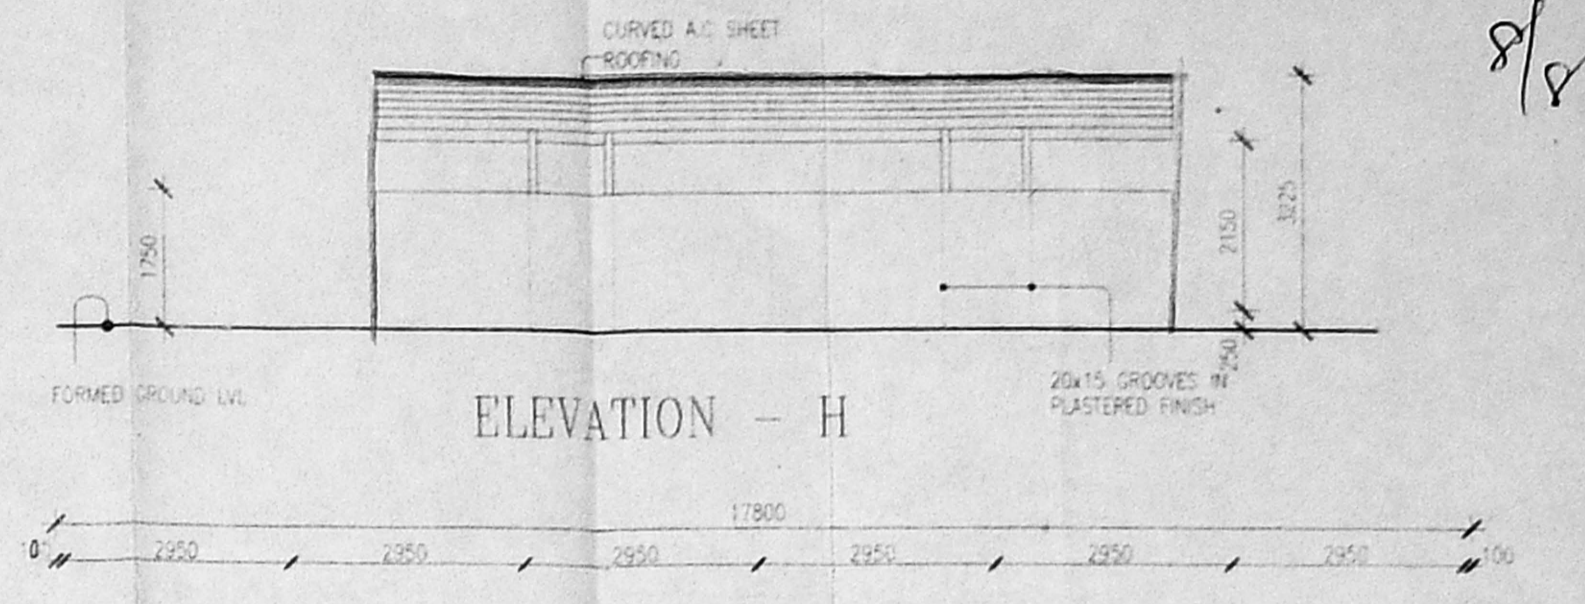 CURVED A.C SHEET
ROOFING
8/8
1750
2150
3225
250
FORMED GROUND LVL
20x15 GROOVES IN
PLASTERED FINISH
ELEVATION - H
17800
100 2950 2950 2950 2950 2950 2950 100